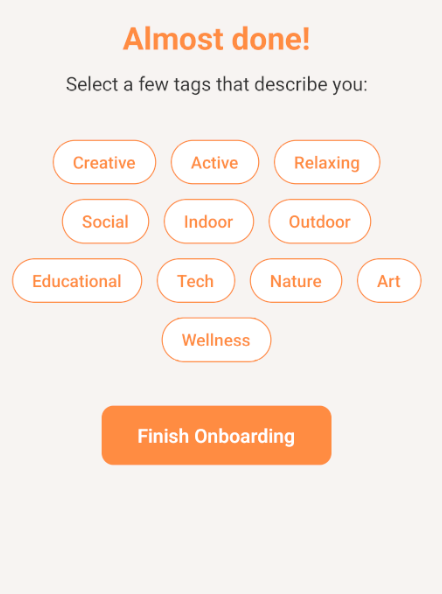 Almost done!
Select a few tags that describe you:
Creative Active Relaxing
Social Indoor Outdoor
Educational Tech Nature Art
Wellness
Finish Onboarding